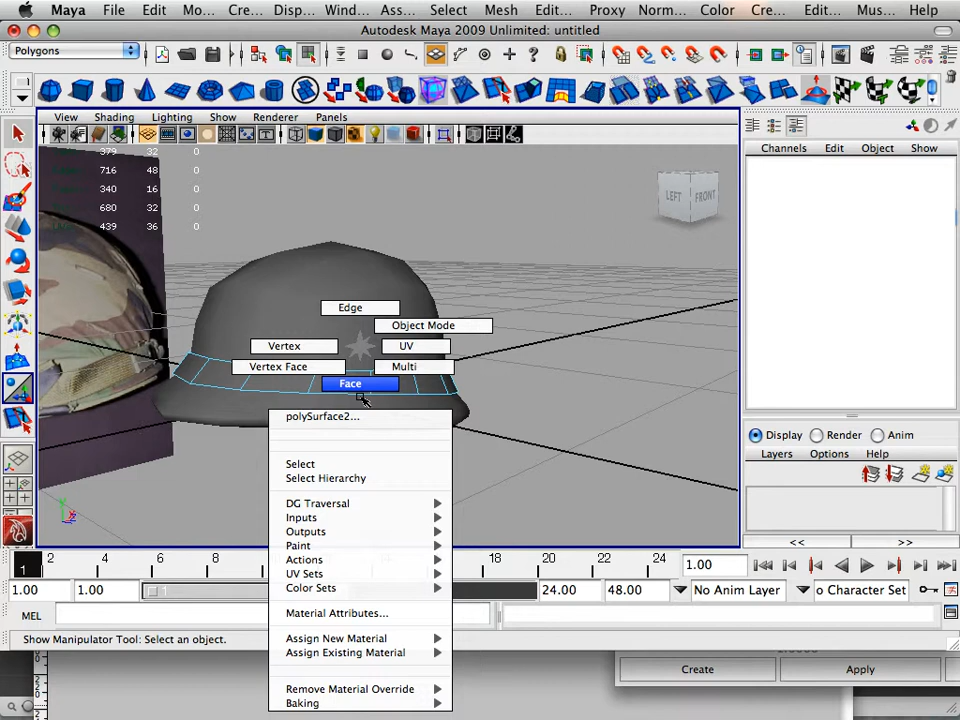 Maya File Edit Mo... Cre... Disp... Wind... Ass... Select Mesh Edit... Proxy Norm... Color Cre... Edit... Mus... Help
Autodesk Maya 2009 Unlimited: untitled
Polygons
View Shading Lighting Show Renderer Panels
379 32 0
716 48 0
340 16 0
680 32 0
439 36 0
LEFT FRONT
Channels Edit Object Show
Edge
Object Mode
Vertex UV
Vertex Face Multi
Face
polySurface2...
Select
Select Hierarchy
DG Traversal
Inputs
Outputs
Paint
Actions
UV Sets
Color Sets
Material Attributes...
Assign New Material
Assign Existing Material
Remove Material Override
Baking
Display Render Anim
Layers Options Help
<< >>
1 2 4 6 8 18 20 22 24 1.00
1.00 1.00 1 24.00 48.00 No Anim Layer o Character Set
MEL
Show Manipulator Tool: Select an object.
Create Apply